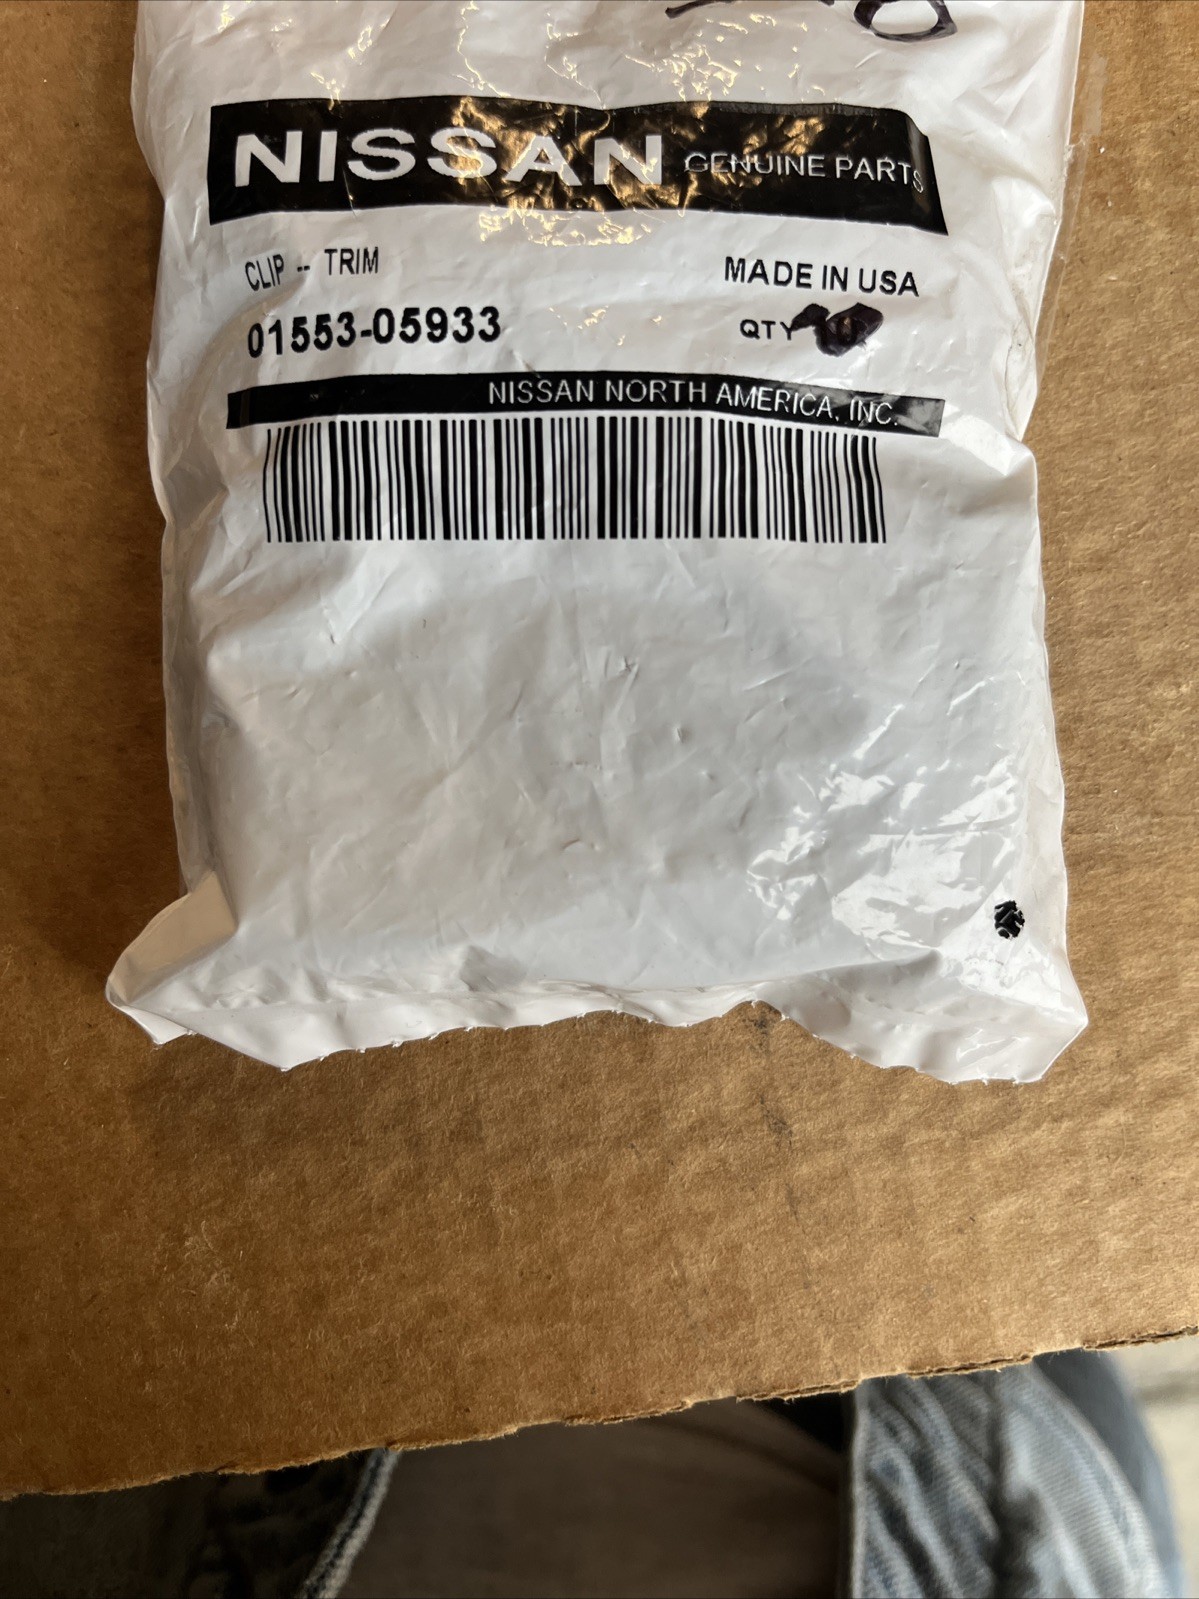 NISSAN GENUINE PARTS
CLIP -- TRIM
MADE IN USA
01553-05933
QTY
NISSAN NORTH AMERICA, INC.